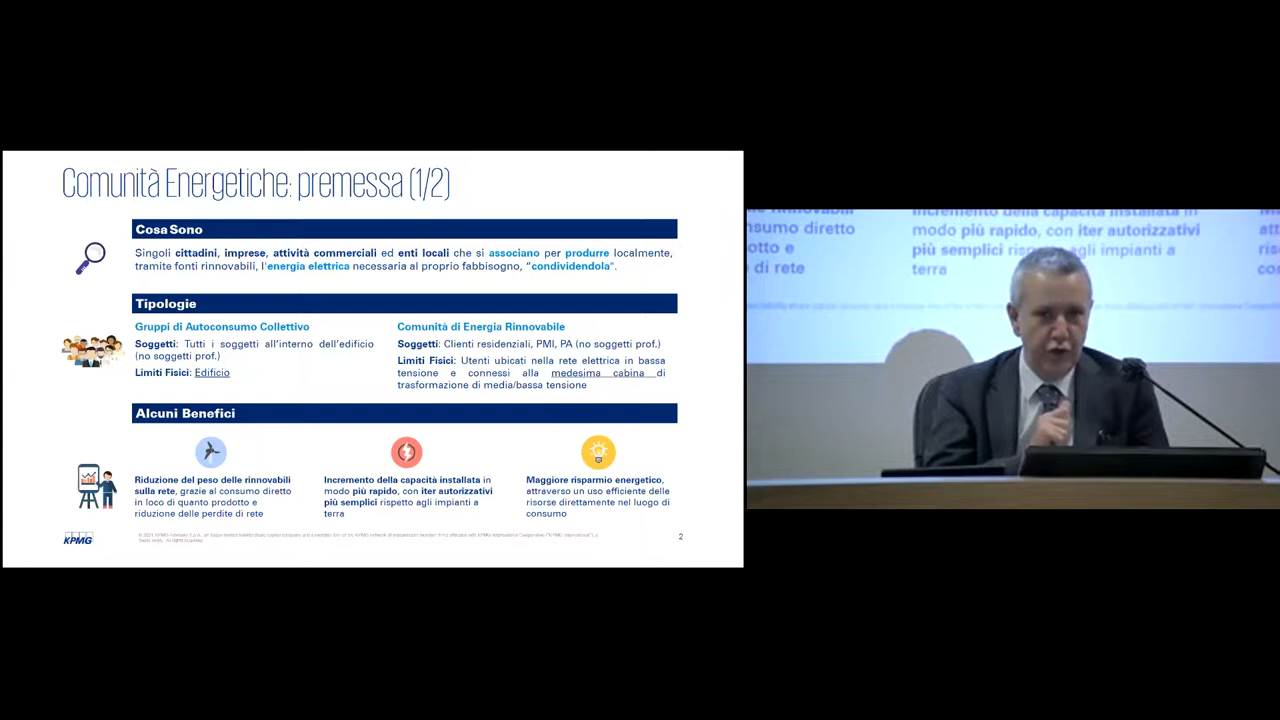 Comunità Energetiche: premessa (1/2)
Cosa Sono
Singoli cittadini, imprese, attività commerciali ed enti locali che si associano per produrre localmente,
tramite fonti rinnovabili, l'energia elettrica necessaria al proprio fabbisogno, “condividendola".
Tipologie
Gruppi di Autoconsumo Collettivo
Soggetti: Tutti i soggetti all'interno dell'edificio
(no soggetti prof.)
Limiti Fisici: Edificio
Comunità di Energia Rinnovabile
Soggetti: Clienti residenziali, PMI, PA (no soggetti prof.)
Limiti Fisici: Utenti ubicati nella rete elettrica in bassa
tensione e connessi alla medesima cabina di
trasformazione di media/bassa tensione
Alcuni Benefici
Riduzione del peso delle rinnovabili
sulla rete, grazie al consumo diretto
in loco di quanto prodotto e
riduzione delle perdite di rete
Incremento della capacità installata in
modo più rapido, con iter autorizzativi
più semplici rispetto agli impianti a
terra
Maggiore risparmio energetico,
attraverso un uso efficiente delle
risorse direttamente nel luogo di
consumo
KPMG
2
nsumo diretto
otto e
di rete
Incremento della capacità installata in
modo più rapido, con iter autorizzativi
più semplici rispetto agli impianti a
terra